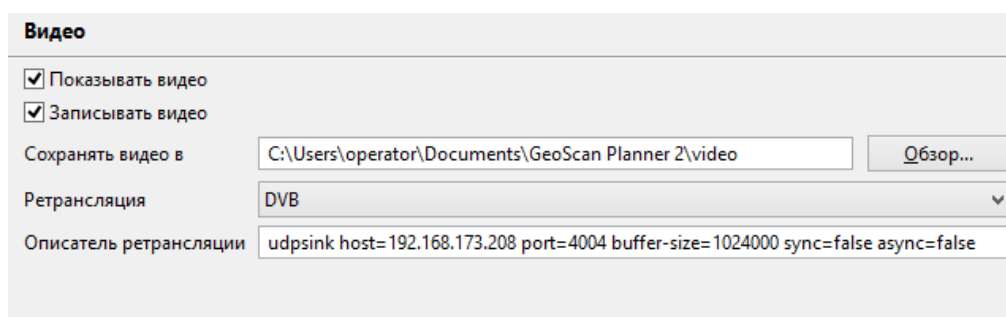 Видео
Показывать видео
Записывать видео
Сохранять видео в C:\Users\operator\Documents\GeoScan Planner 2\video Обзор...
Ретрансляция DVB
Описатель ретрансляции udpsink host=192.168.173.208 port=4004 buffer-size=1024000 sync=false async=false